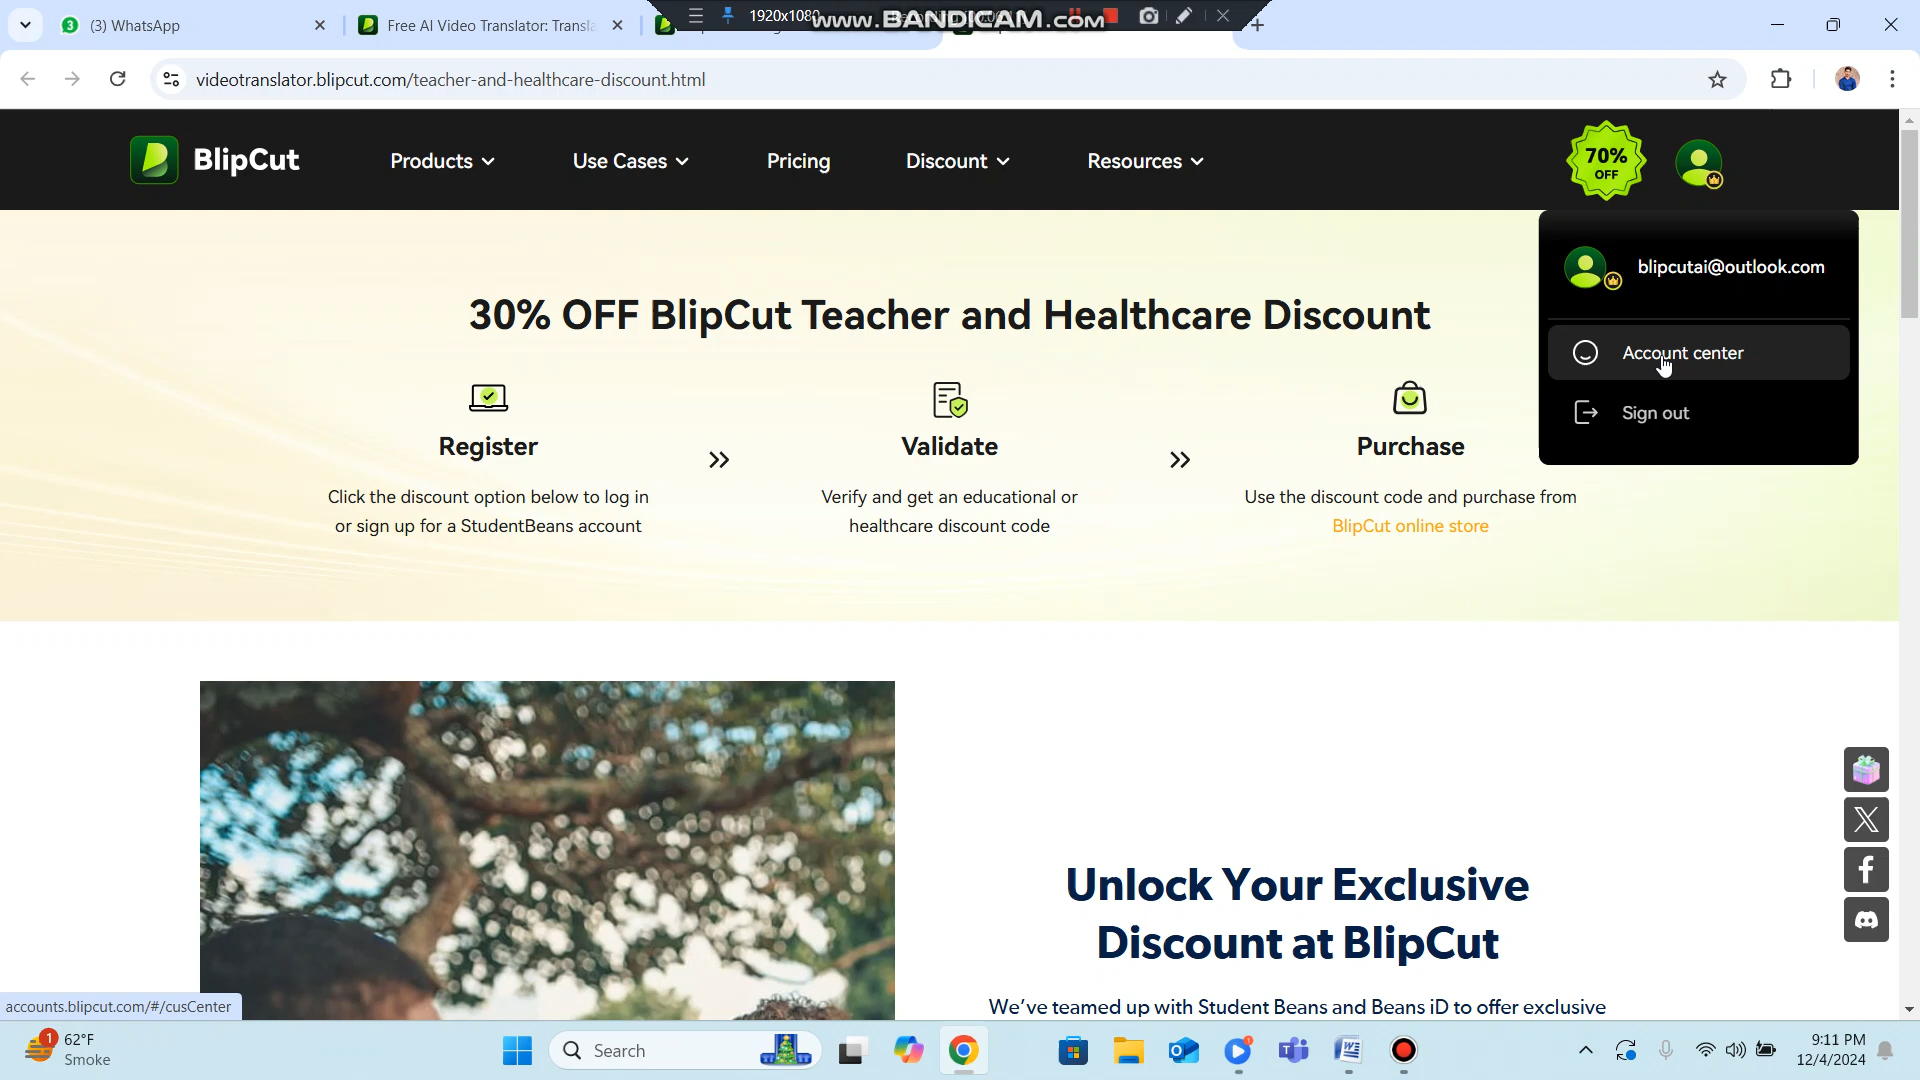 (3) WhatsApp
Free AI Video Translator: Transla
1920x1080
www.BANDICAM.com
videotranslator.blipcut.com/teacher-and-healthcare-discount.html
BlipCut
Products
Use Cases
Pricing
Discount
Resources
70%
OFF
blipcutai@outlook.com
Account center
Sign out
30% OFF BlipCut Teacher and Healthcare Discount
Register
Click the discount option below to log in
or sign up for a StudentBeans account
Validate
Verify and get an educational or
healthcare discount code
Purchase
Use the discount code and purchase from
BlipCut online store
Unlock Your Exclusive
Discount at BlipCut
We've teamed up with Student Beans and Beans iD to offer exclusive
accounts.blipcut.com/#/cusCenter
1
62°F
Smoke
Search
9:11 PM
12/4/2024